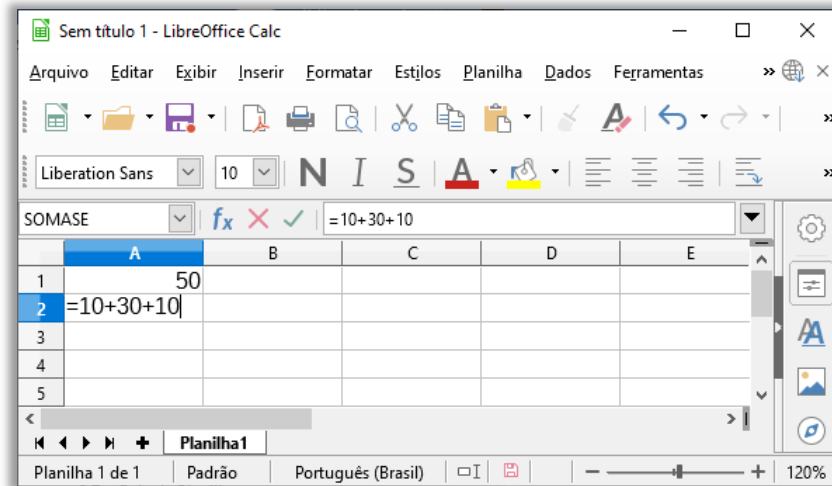 Sem título 1 - LibreOffice Calc
Arquivo Editar Exibir Inserir Formatar Estilos Planilha Dados Ferramentas »
»
Liberation Sans 10 N I S A »
SOMASE fx =10+30+10
A B C D E
1 50
2 =10+30+10
3
4
5
Planilha1
Planilha 1 de 1 Padrão Português (Brasil) 120%